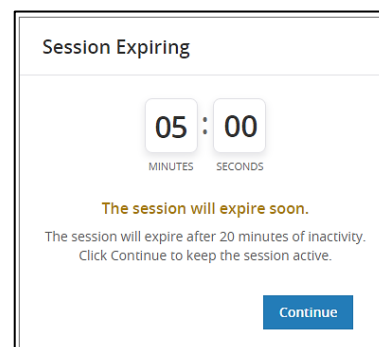 Session Expiring
05 : 00
MINUTES SECONDS
The session will expire soon.
The session will expire after 20 minutes of inactivity.
Click Continue to keep the session active.
Continue